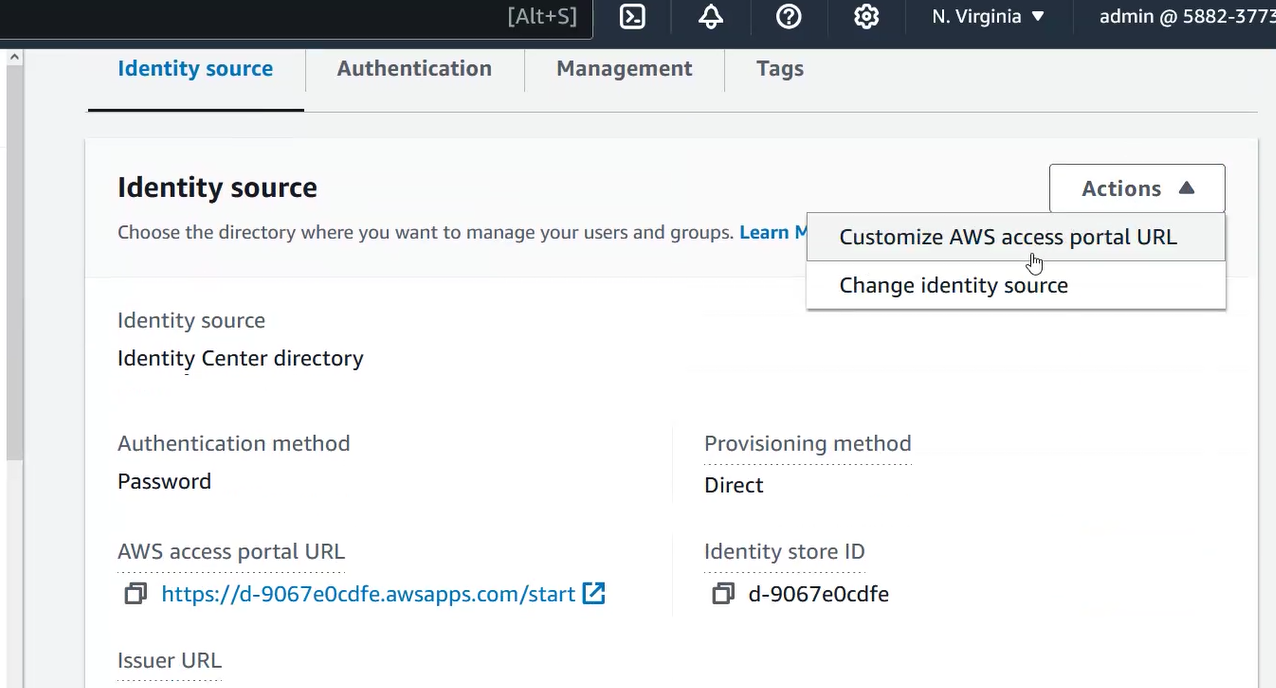 [Alt+S] N. Virginia admin @ 5882-3773
Identity source Authentication Management Tags
Identity source
Actions
Choose the directory where you want to manage your users and groups. Learn M
Customize AWS access portal URL
Change identity source
Identity source
Identity Center directory
Authentication method
Password
Provisioning method
Direct
AWS access portal URL
https://d-9067e0cdfe.awsapps.com/start
Identity store ID
d-9067e0cdfe
Issuer URL